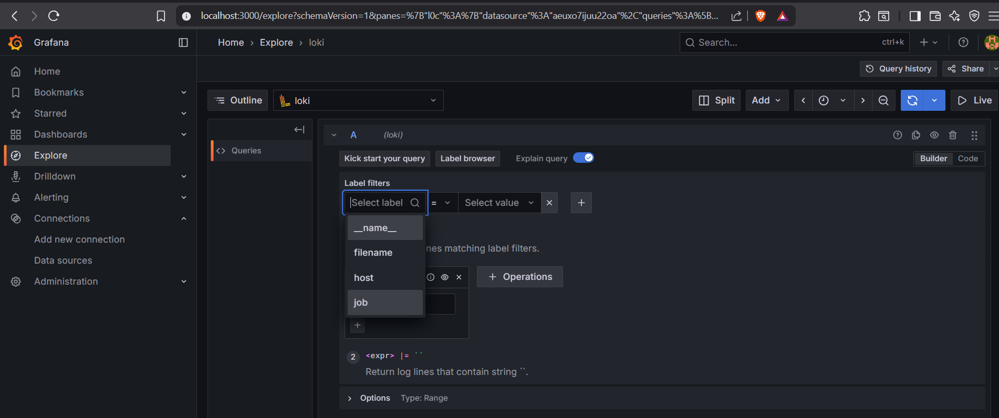 localhost:3000/explore?schemaVersion=1&panes=%7B"l0c"%3A%7B"datasource"%3A"aeuxo7ijuu22oa"%2C"queries"%3A%5B...
Grafana
Home › Explore › loki
Search... ctrl+k
Home
Bookmarks
Starred
Dashboards
Explore
Drilldown
Alerting
Connections
Add new connection
Data sources
Administration
Query history Share
Outline loki Split Add Live
Queries
A (loki)
Kick start your query Label browser Explain query Builder Code
Label filters
Select label = Select value
__name__
filename
host
job
nes matching label filters.
Operations
2 <expr> |= ``
Return log lines that contain string ``.
Options Type: Range